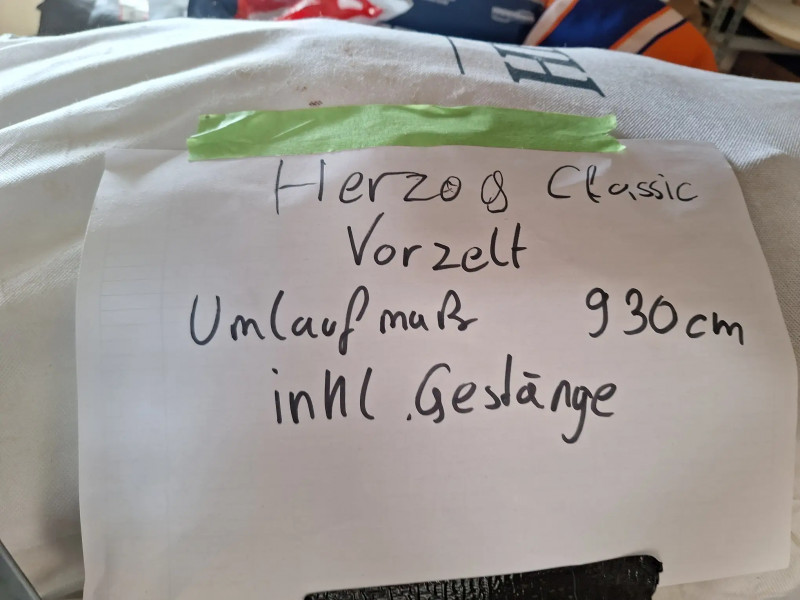 Herzog Classic
Vorzelt
Umlaufmaß 930cm
inkl. Gestänge